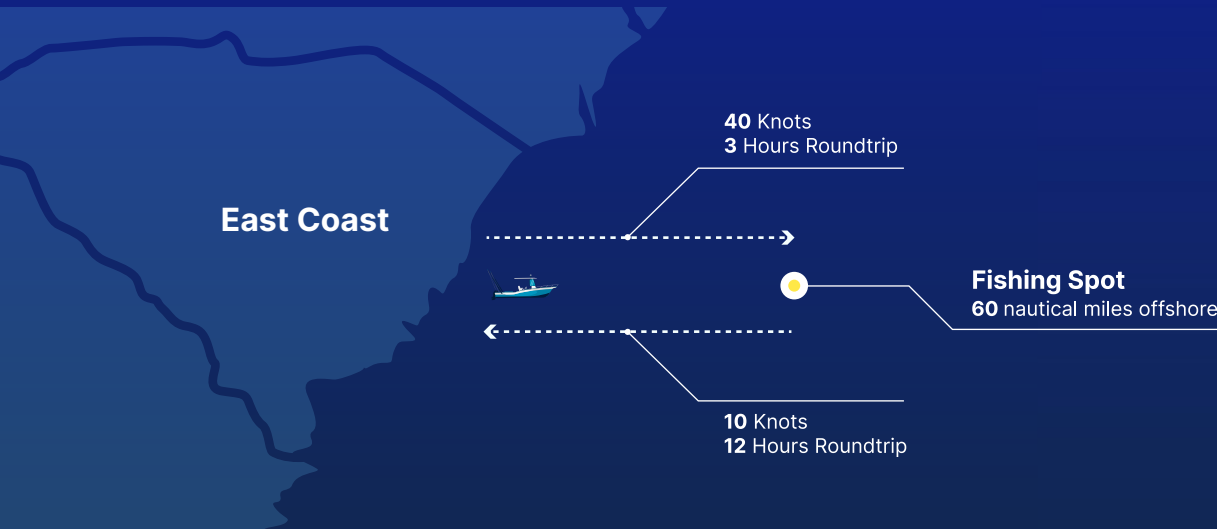 40 Knots
3 Hours Roundtrip
East Coast
Fishing Spot
60 nautical miles offshore
10 Knots
12 Hours Roundtrip